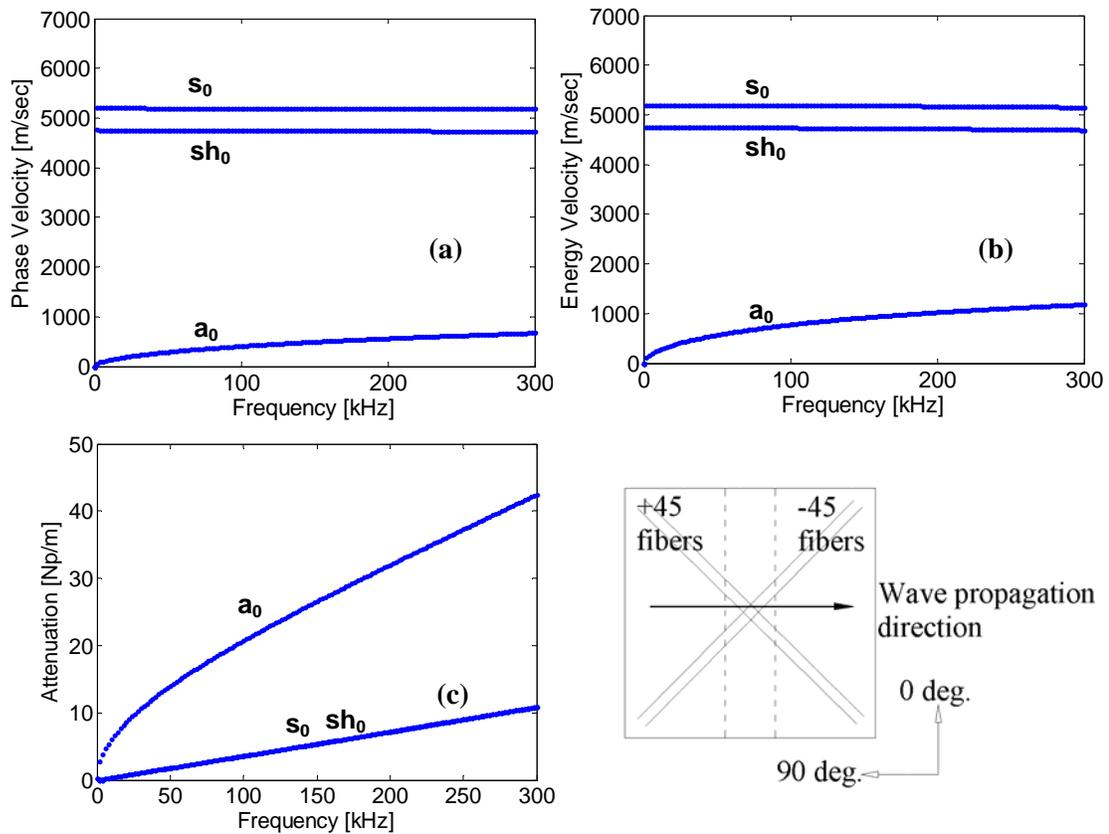 7000
6000
5000
4000
3000
2000
1000
0
Phase Velocity [m/sec]
s₀
sh₀
(a)
a₀
0 100 200 300
Frequency [kHz]
7000
6000
5000
4000
3000
2000
1000
0
Energy Velocity [m/sec]
s₀
sh₀
(b)
a₀
0 100 200 300
Frequency [kHz]
50
40
30
20
10
0
Attenuation [Np/m]
a₀
(c)
s₀ sh₀
0 50 100 150 200 250 300
Frequency [kHz]
+45
fibers
-45
fibers
Wave propagation
direction
0 deg.
90 deg.